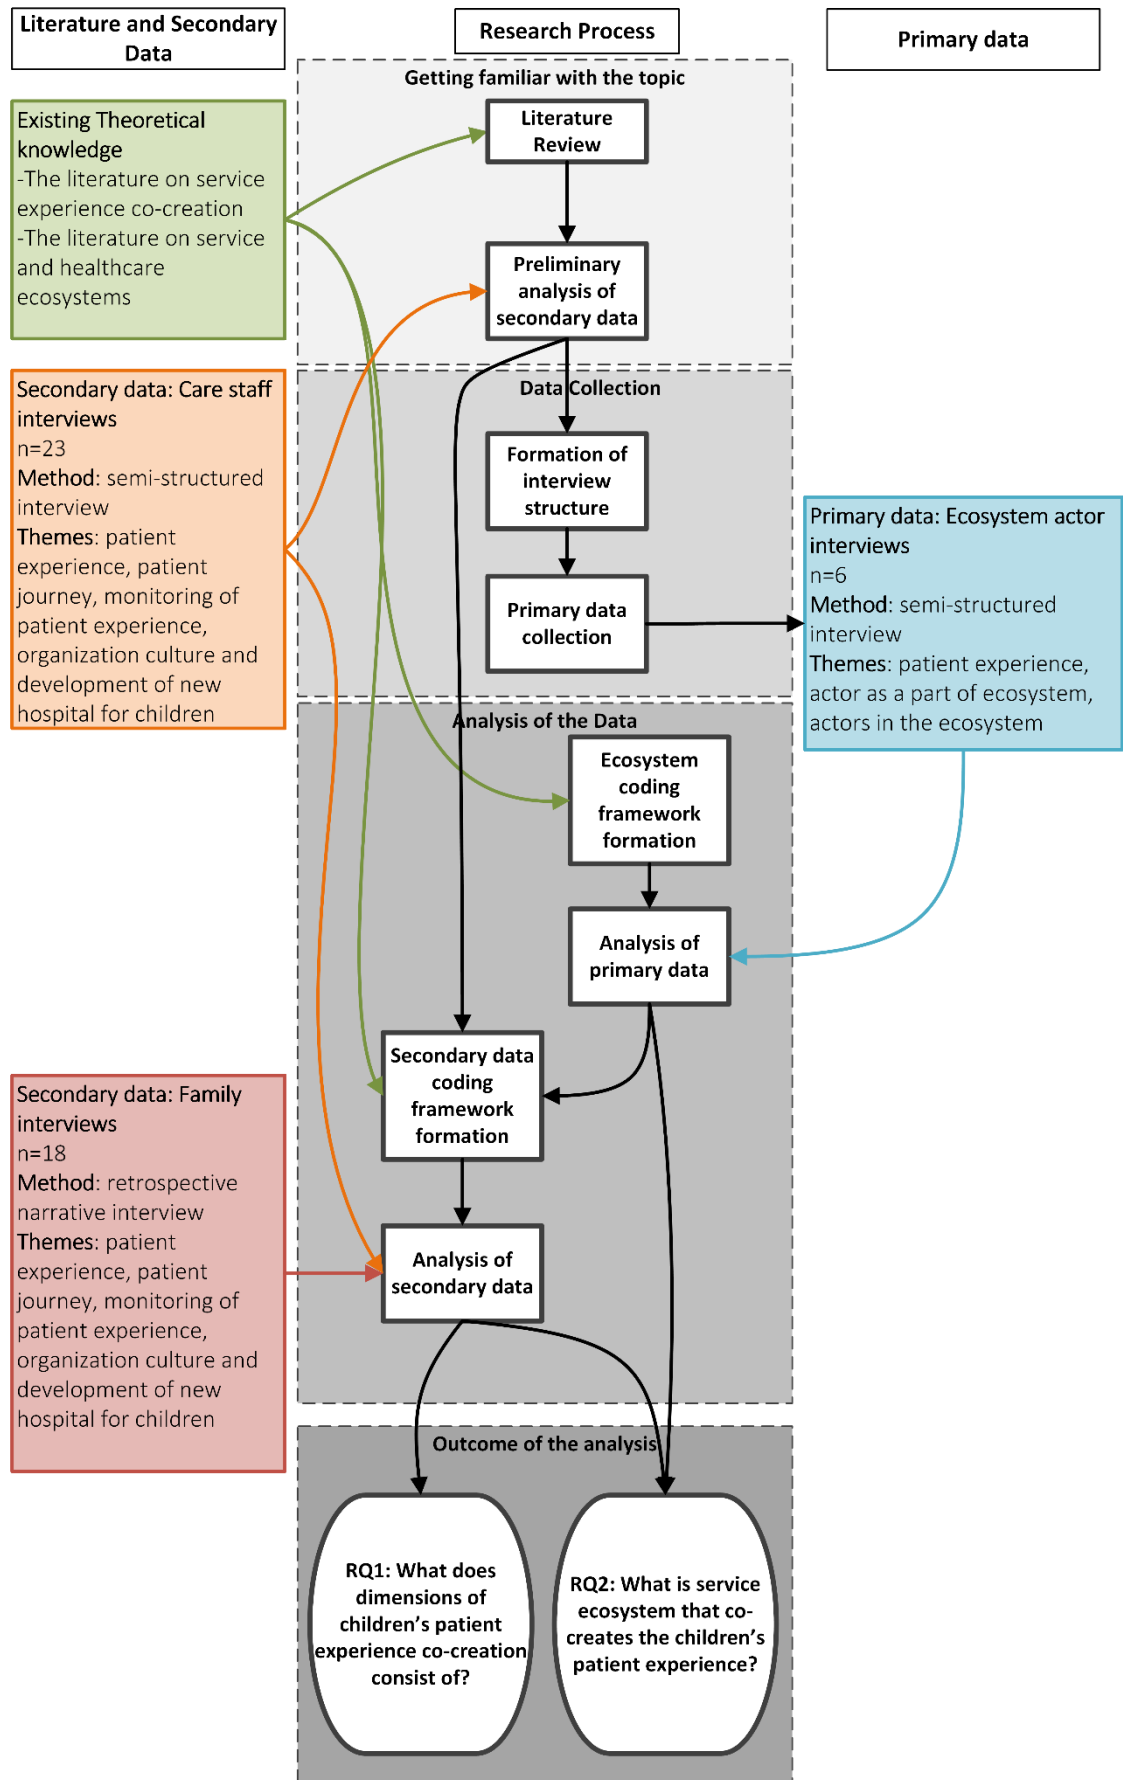 Literature and Secondary
Data
Research Process
Primary data
Getting familiar with the topic
Literature
Review
Preliminary
analysis of
secondary data
Existing Theoretical
knowledge
-The literature on service
experience co-creation
-The literature on service
and healthcare
ecosystems
Secondary data: Care staff
interviews
n=23
Method: semi-structured
interview
Themes: patient
experience, patient
journey, monitoring of
patient experience,
organization culture and
development of new
hospital for children
Data Collection
Formation of
interview
structure
Primary data
collection
Primary data: Ecosystem actor
interviews
n=6
Method: semi-structured
interview
Themes: patient experience,
actor as a part of ecosystem,
actors in the ecosystem
Analysis of the Data
Ecosystem
coding
framework
formation
Analysis of
primary data
Secondary data
coding
framework
formation
Analysis of
secondary data
Secondary data: Family
interviews
n=18
Method: retrospective
narrative interview
Themes: patient
experience, patient
journey, monitoring of
patient experience,
organization culture and
development of new
hospital for children
Outcome of the analysis
RQ1: What does
dimensions of
children’s patient
experience co-creation
consist of?
RQ2: What is service
ecosystem that co-
creates the children’s
patient experience?